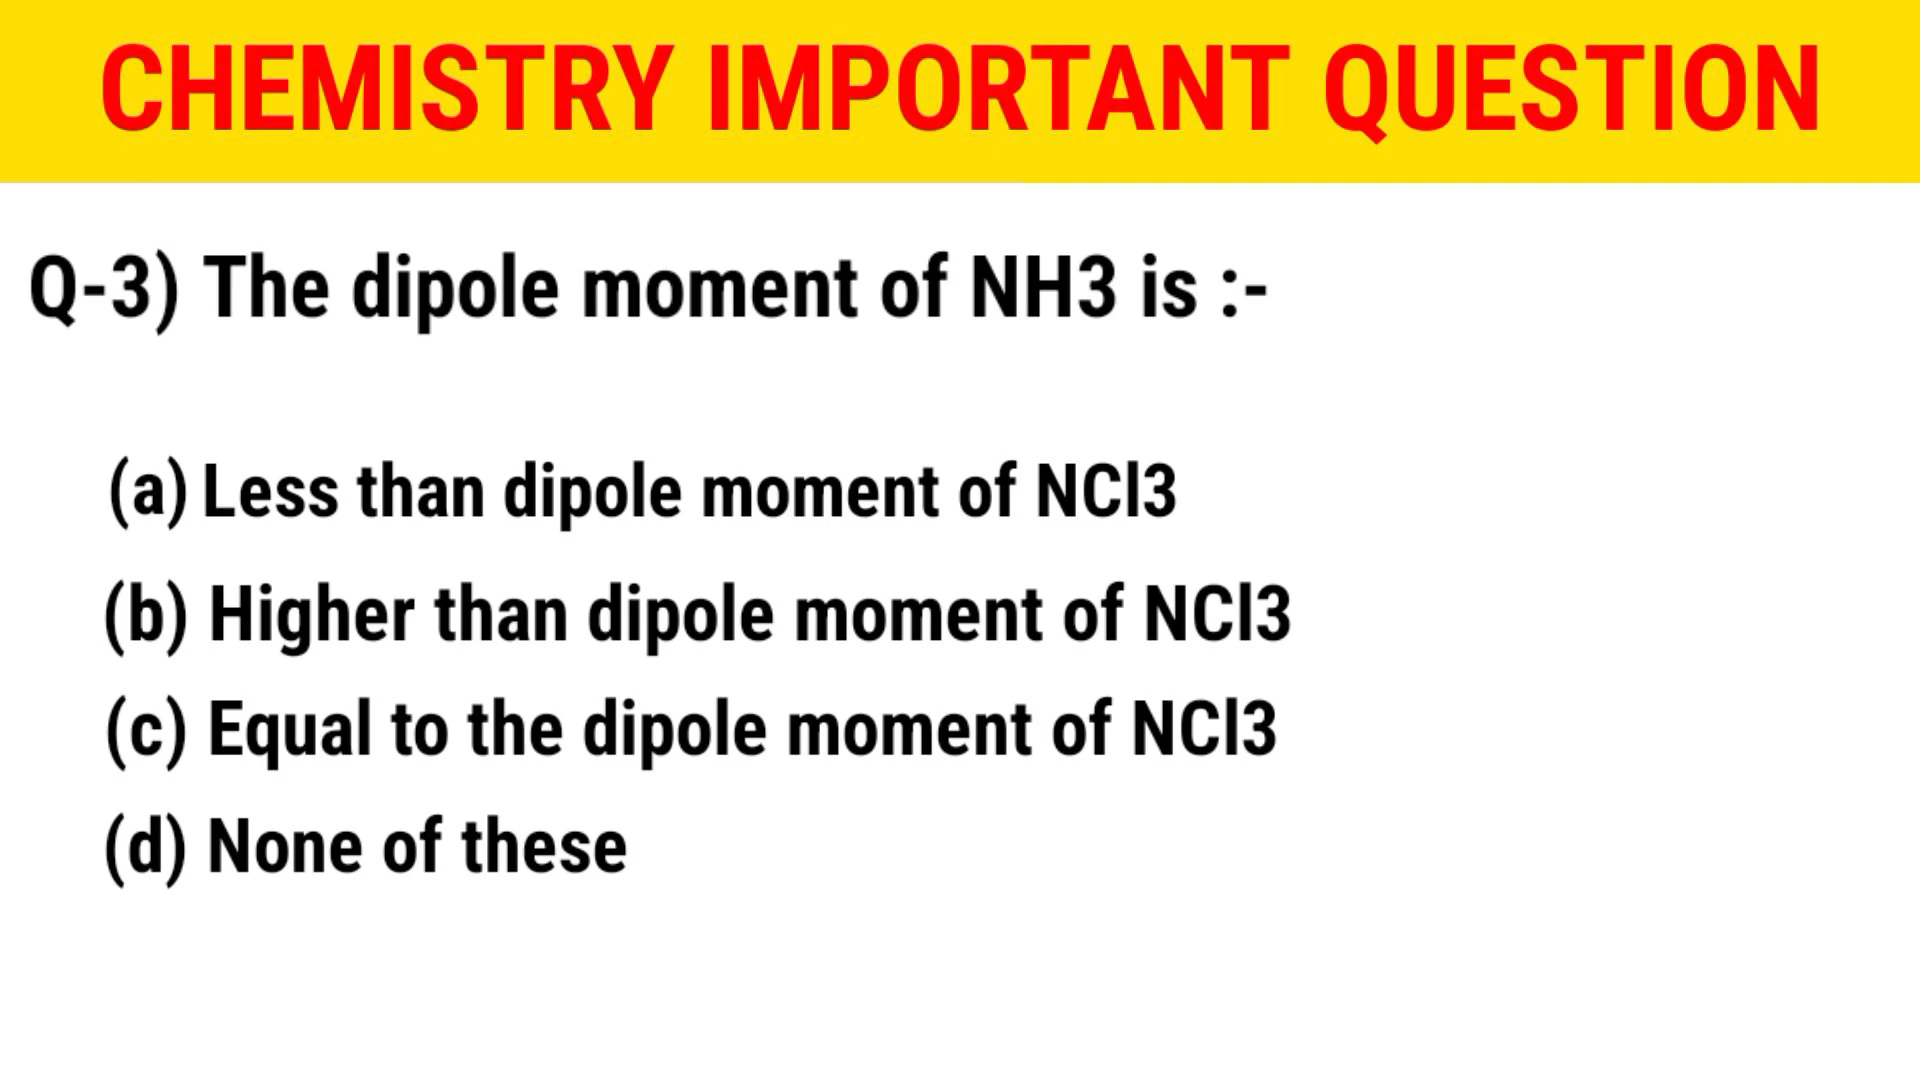 CHEMISTRY IMPORTANT QUESTION
Q-3) The dipole moment of NH3 is :-
(a) Less than dipole moment of NCl3
(b) Higher than dipole moment of NCl3
(c) Equal to the dipole moment of NCl3
(d) None of these